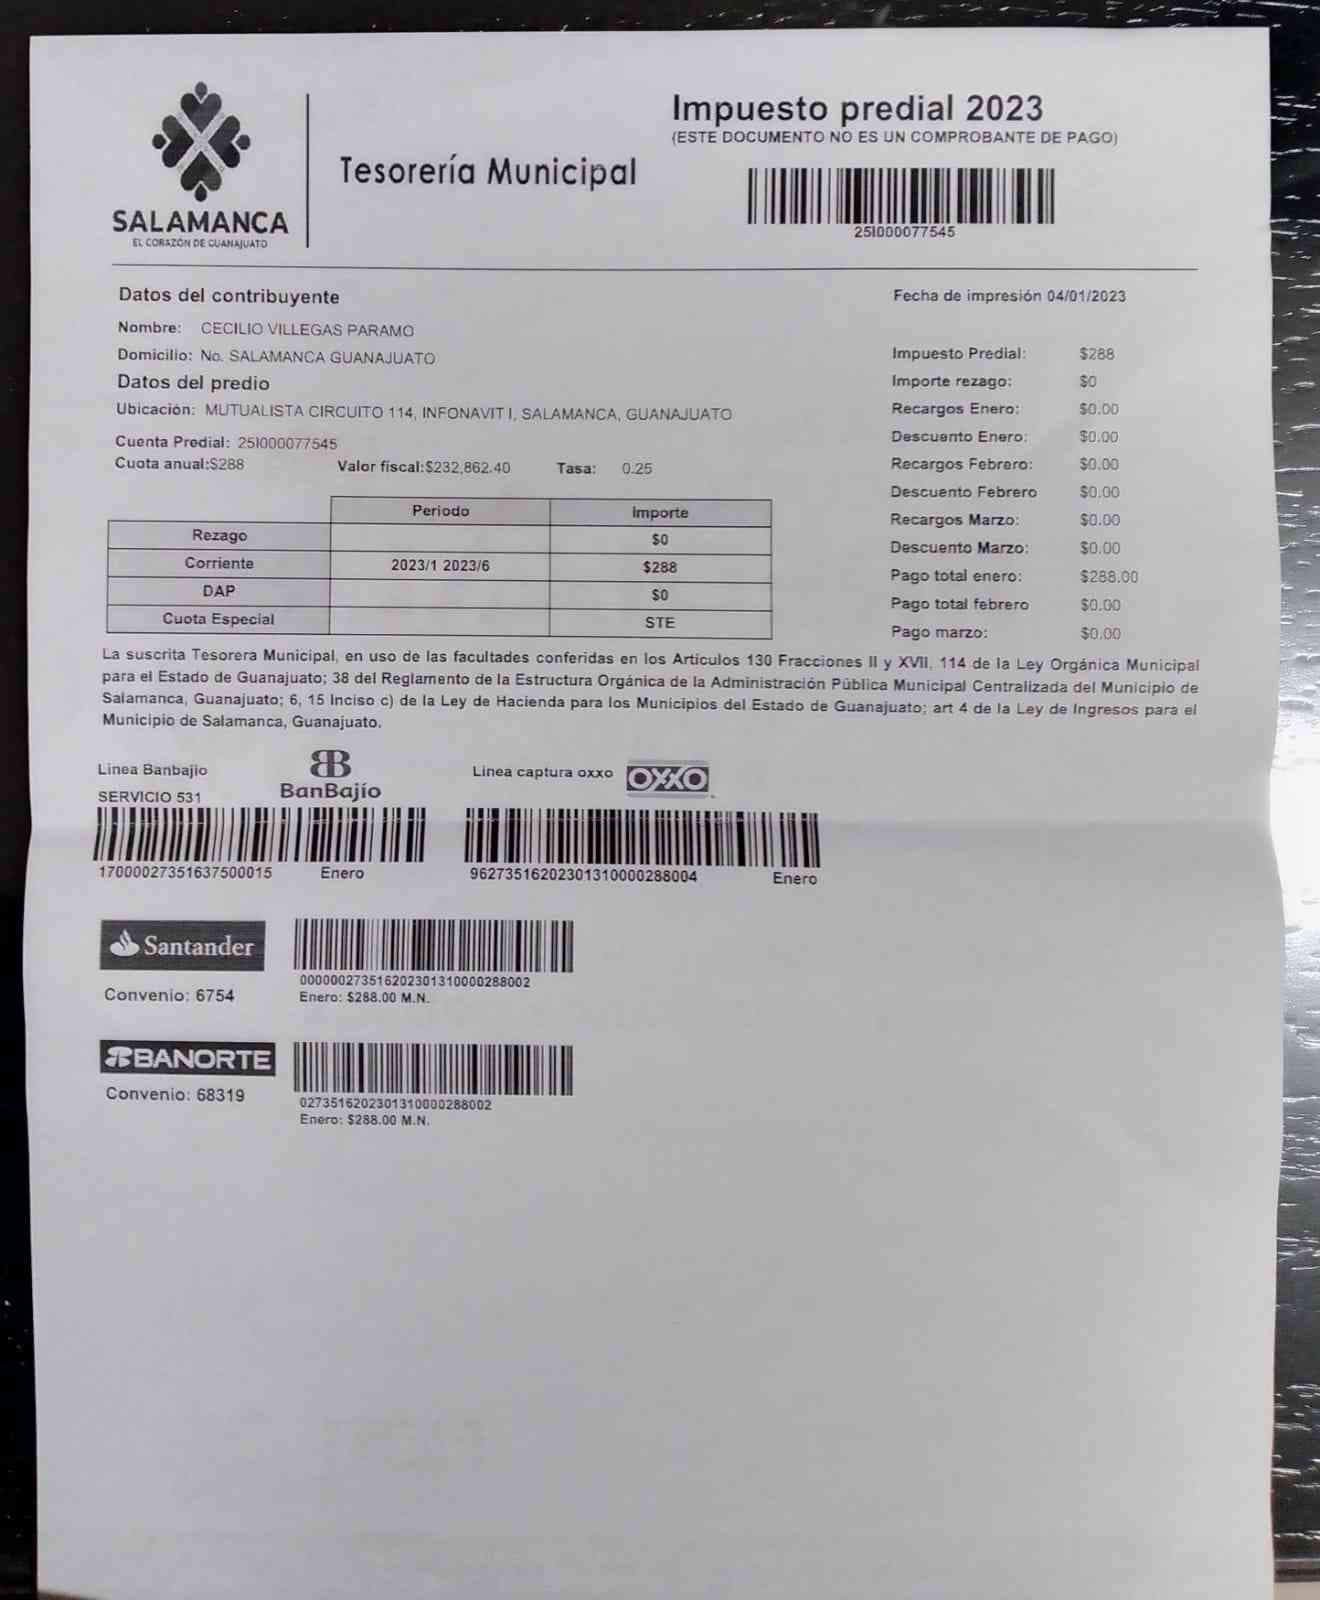 SALAMANCA
EL CORAZÓN DE GUANAJUATO
Tesorería Municipal
Impuesto predial 2023
(ESTE DOCUMENTO NO ES UN COMPROBANTE DE PAGO)
25I000077545
Datos del contribuyente
Nombre: CECILIO VILLEGAS PARAMO
Domicilio: No. SALAMANCA GUANAJUATO
Datos del predio
Ubicación: MUTUALISTA CIRCUITO 114, INFONAVIT I, SALAMANCA, GUANAJUATO
Cuenta Predial: 25I000077545
Cuota anual:$288 Valor fiscal:$232,862.40 Tasa: 0.25
Periodo Importe
Rezago $0
Corriente 2023/1 2023/6 $288
DAP $0
Cuota Especial STE
Fecha de impresión 04/01/2023
Impuesto Predial: $288
Importe rezago: $0
Recargos Enero: $0.00
Descuento Enero: $0.00
Recargos Febrero: $0.00
Descuento Febrero $0.00
Recargos Marzo: $0.00
Descuento Marzo: $0.00
Pago total enero: $288.00
Pago total febrero $0.00
Pago marzo: $0.00
La suscrita Tesorera Municipal, en uso de las facultades conferidas en los Artículos 130 Fracciones II y XVII, 114 de la Ley Orgánica Municipal
para el Estado de Guanajuato; 38 del Reglamento de la Estructura Orgánica de la Administración Pública Municipal Centralizada del Municipio de
Salamanca, Guanajuato; 6, 15 Inciso c) de la Ley de Hacienda para los Municipios del Estado de Guanajuato; art 4 de la Ley de Ingresos para el
Municipio de Salamanca, Guanajuato.
Linea Banbajio
SERVICIO 531
BanBajío
17000027351637500015 Enero
Linea captura oxxo OXXO
96273516202301310000288004 Enero
Santander
Convenio: 6754
000000273516202301310000288002
Enero: $288.00 M.N.
BANORTE
Convenio: 68319
0273516202301310000288002
Enero: $288.00 M.N.